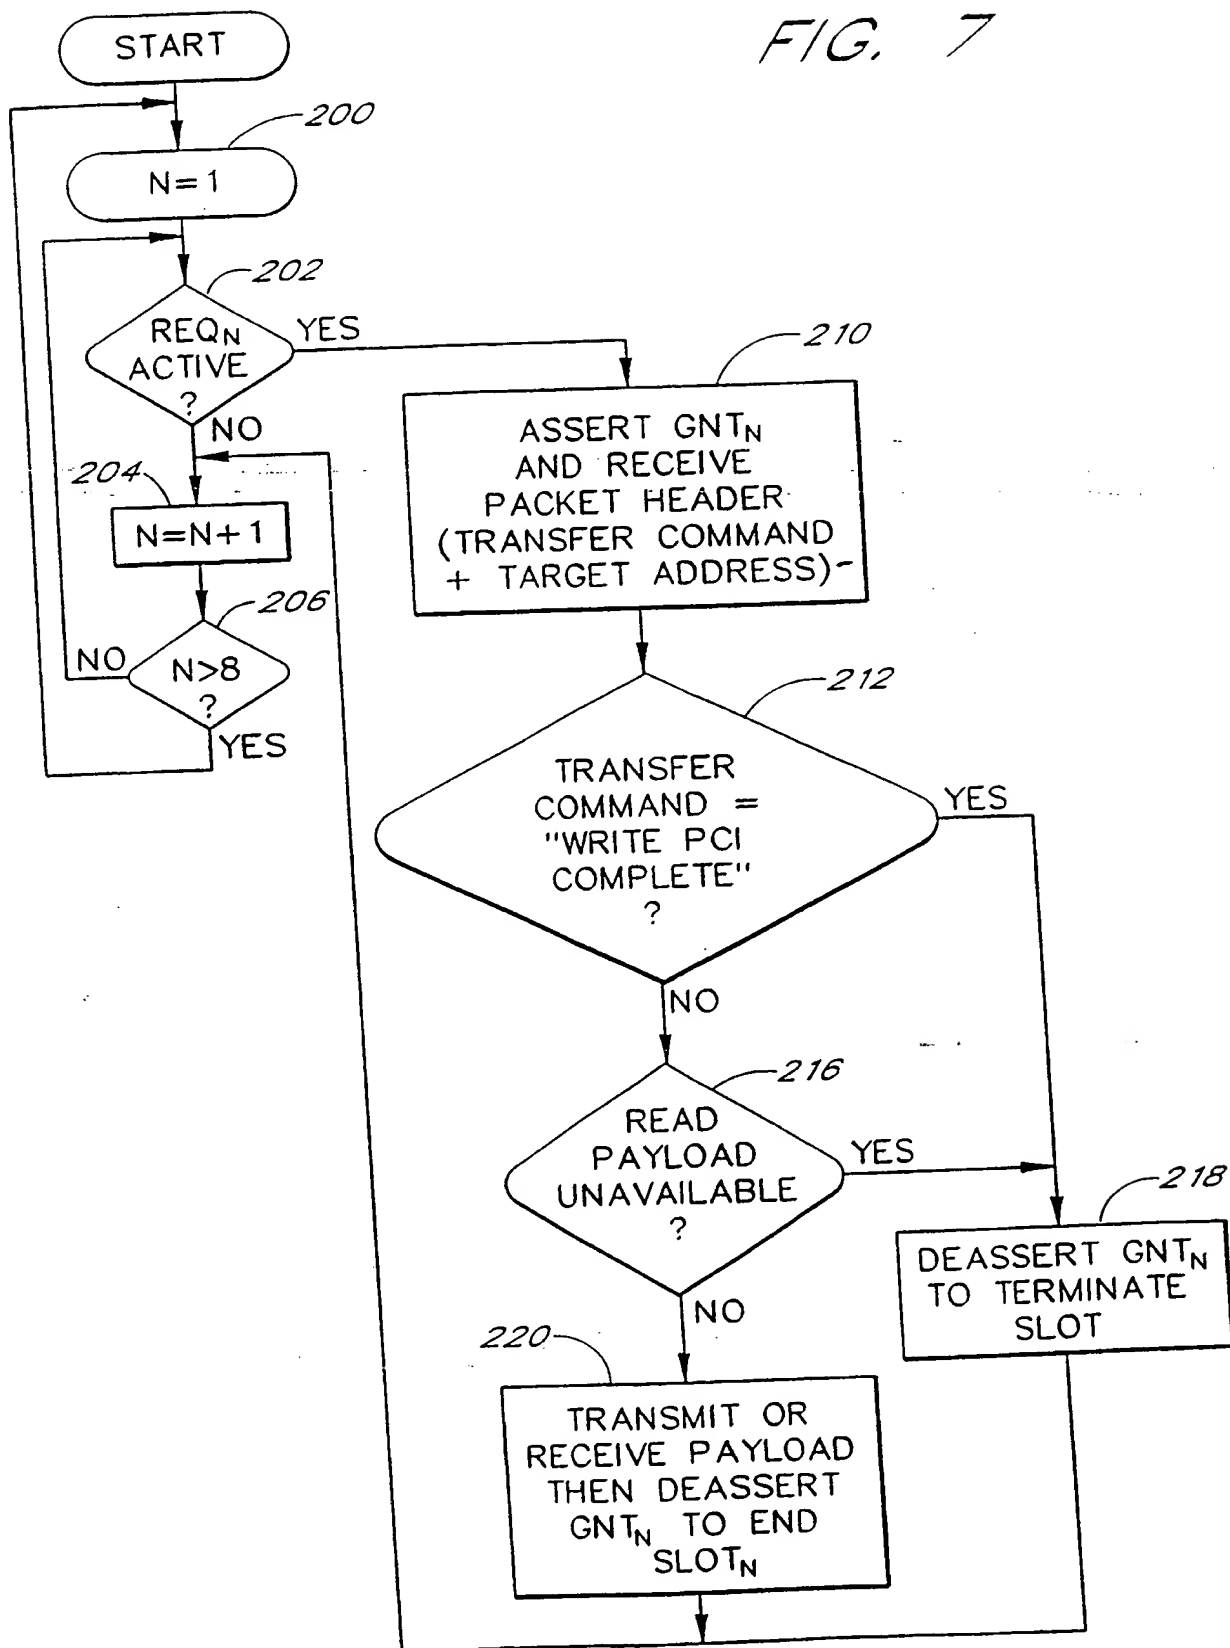 FIG. 7
START
200
N=1
202
REQN
ACTIVE
?
YES
NO
204
N=N+1
206
N>8
?
NO
YES
210
ASSERT GNTN
AND RECEIVE
PACKET HEADER
(TRANSFER COMMAND
+ TARGET ADDRESS)-
212
TRANSFER
COMMAND =
"WRITE PCI
COMPLETE"
?
YES
NO
216
READ
PAYLOAD
UNAVAILABLE
?
YES
NO
218
DEASSERT GNTN
TO TERMINATE
SLOT
220
TRANSMIT OR
RECEIVE PAYLOAD
THEN DEASSERT
GNTN TO END
SLOTN